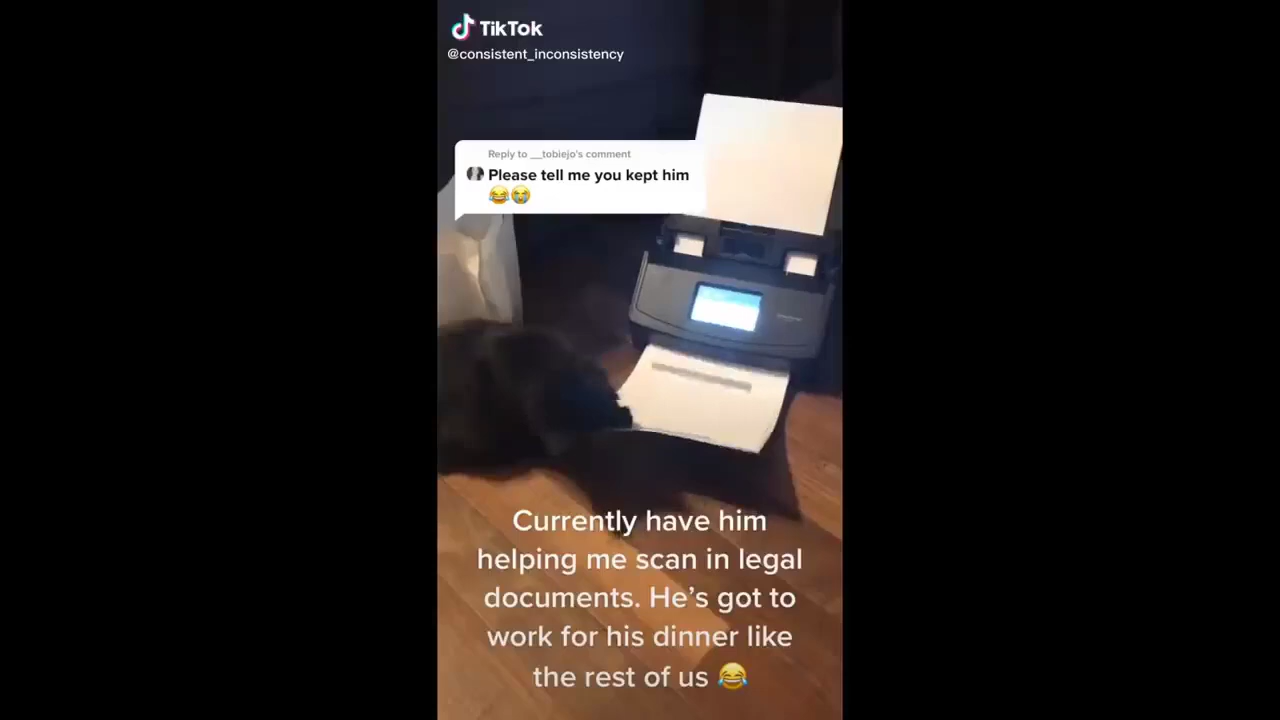 TikTok
@consistent_inconsistency
Reply to __tobiejo's comment
Please tell me you kept him
😂😭
Currently have him
helping me scan in legal
documents. He’s got to
work for his dinner like
the rest of us 😂